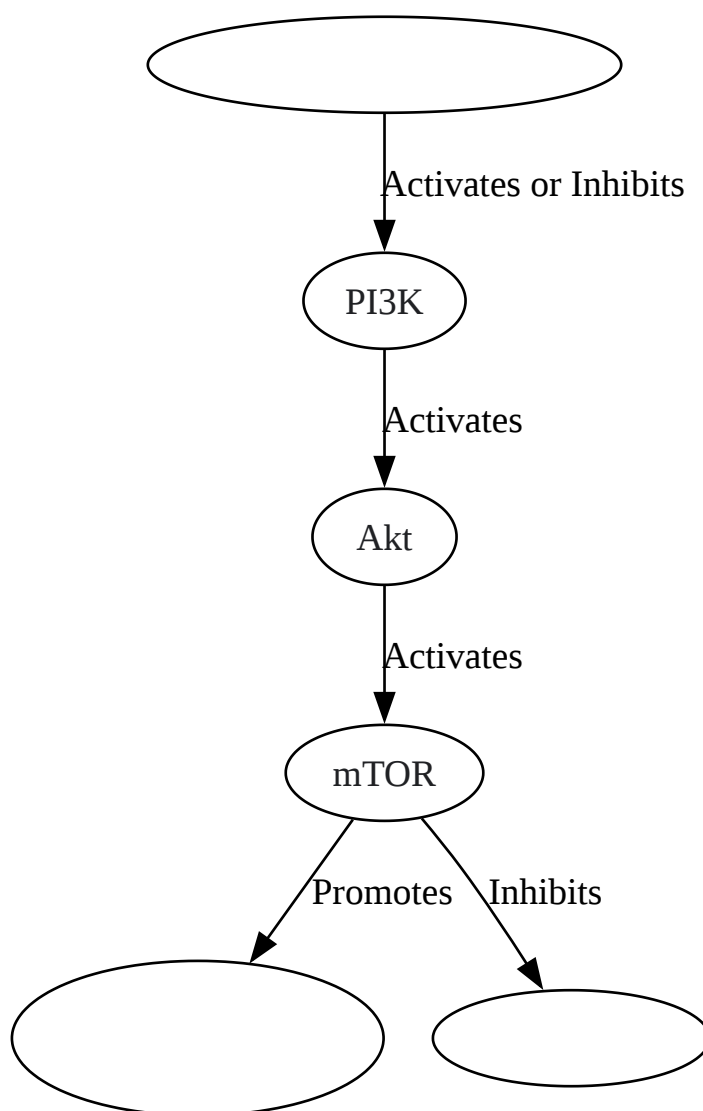 Activates or Inhibits
PI3K
Activates
Akt
Activates
mTOR
Promotes
Inhibits